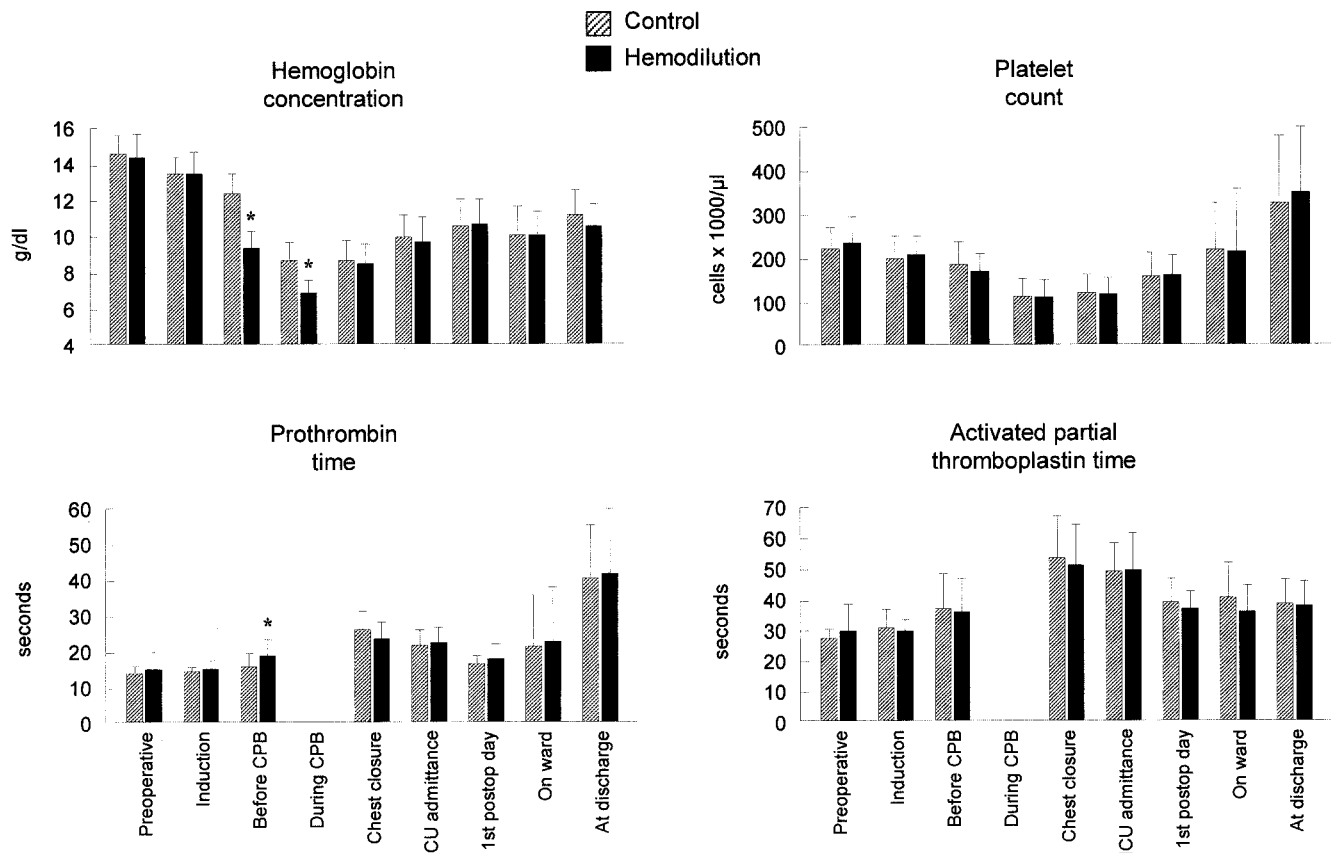 Control
Hemodilution
Hemoglobin
concentration
g/dl
16
14
12
10
8
6
4
*
*
Platelet
count
cells x 1000/µl
500
400
300
200
100
0
Prothrombin
time
seconds
60
50
40
30
20
10
0
*
Preoperative
Induction
Before CPB
During CPB
Chest closure
CU admittance
1st postop day
On ward
At discharge
Activated partial
thromboplastin time
seconds
70
60
50
40
30
20
10
0
Preoperative
Induction
Before CPB
During CPB
Chest closure
CU admittance
1st postop day
On ward
At discharge